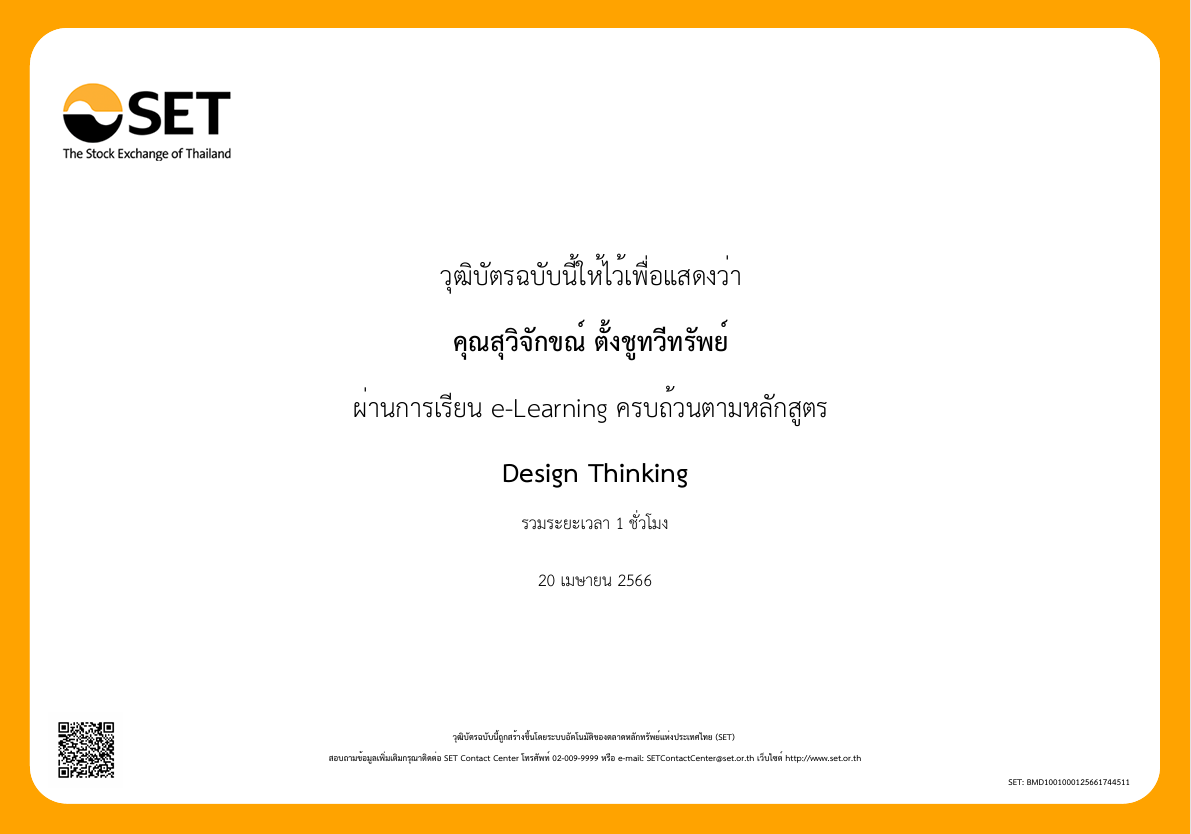 SET
The Stock Exchange of Thailand
วุฒิบัตรฉบับนี้ให้ไว้เพื่อแสดงว่า
คุณสุวิจักขณ์ ตั้งชูทวีทรัพย์
ผ่านการเรียน e-Learning ครบถ้วนตามหลักสูตร
Design Thinking
รวมระยะเวลา 1 ชั่วโมง
20 เมษายน 2566
วุฒิบัตรฉบับนี้ถูกสร้างขึ้นโดยระบบอัตโนมัติของตลาดหลักทรัพย์แห่งประเทศไทย (SET)
สอบถามข้อมูลเพิ่มเติมกรุณาติดต่อ SET Contact Center โทรศัพท์ 02-009-9999 หรือ e-mail: SETContactCenter@set.or.th เว็บไซต์ http://www.set.or.th
SET: BMD1001000125661744511